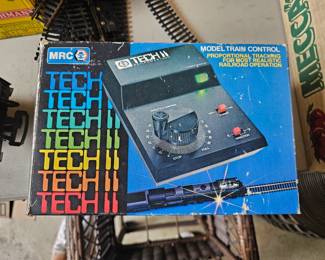 MRC
MODEL TRAIN CONTROL
PROPORTIONAL TRACKING
FOR MOST REALISTIC
RAILROAD OPERATION
TECH II
TECH II
TECH II
TECH II
TECH II
TECH II
TECH II
TECH II